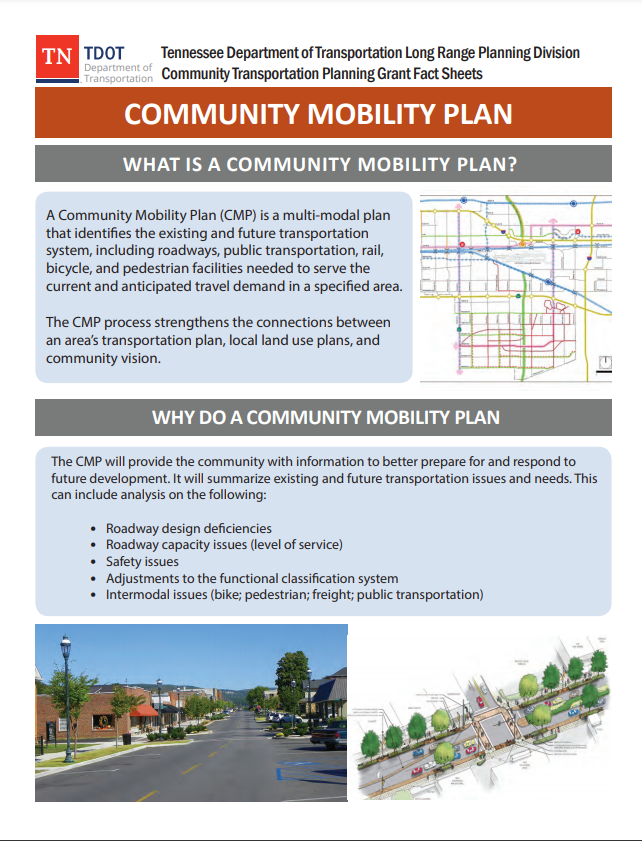 TN
TDOT
Department of
Transportation
Tennessee Department of Transportation Long Range Planning Division
Community Transportation Planning Grant Fact Sheets
COMMUNITY MOBILITY PLAN
WHAT IS A COMMUNITY MOBILITY PLAN?
A Community Mobility Plan (CMP) is a multi-modal plan
that identifies the existing and future transportation
system, including roadways, public transportation, rail,
bicycle, and pedestrian facilities needed to serve the
current and anticipated travel demand in a specified area.
The CMP process strengthens the connections between
an area's transportation plan, local land use plans, and
community vision.
WHY DO A COMMUNITY MOBILITY PLAN
The CMP will provide the community with information to better prepare for and respond to
future development. It will summarize existing and future transportation issues and needs. This
can include analysis on the following:
• Roadway design deficiencies
• Roadway capacity issues (level of service)
• Safety issues
• Adjustments to the functional classification system
• Intermodal issues (bike; pedestrian; freight; public transportation)